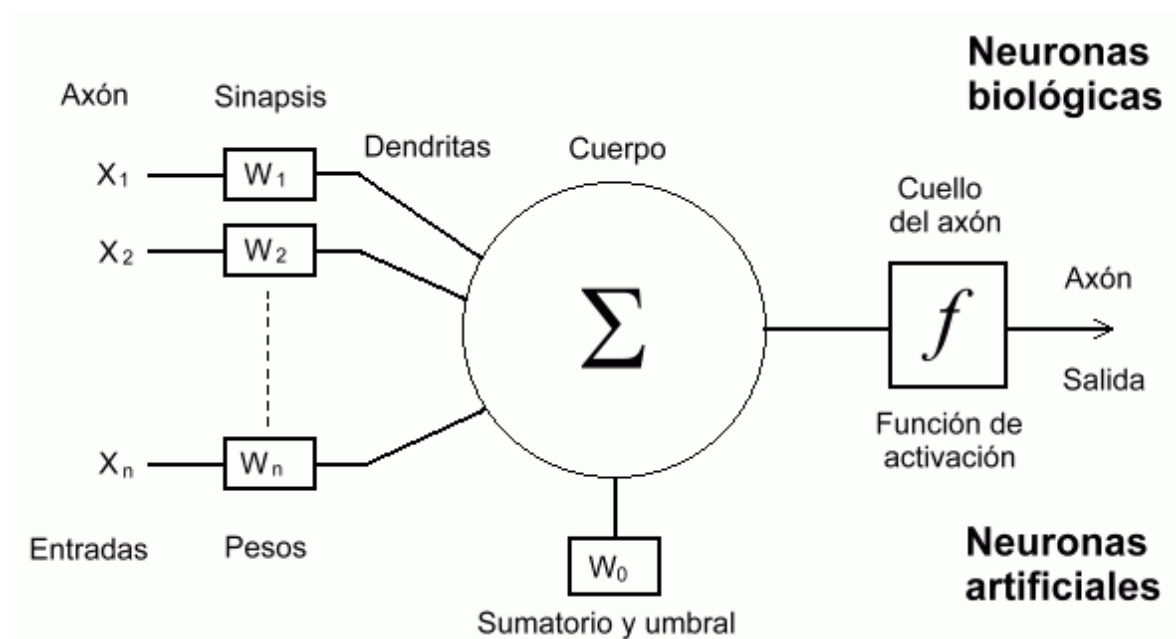 Neuronas
biológicas
Axón
Sinapsis
Dendritas
Cuerpo
Cuello
del axón
X1
W1
X2
W2
Σ
f
Axón
Salida
Función de
activación
Xn
Wn
Entradas
Pesos
W0
Sumatorio y umbral
Neuronas
artificiales